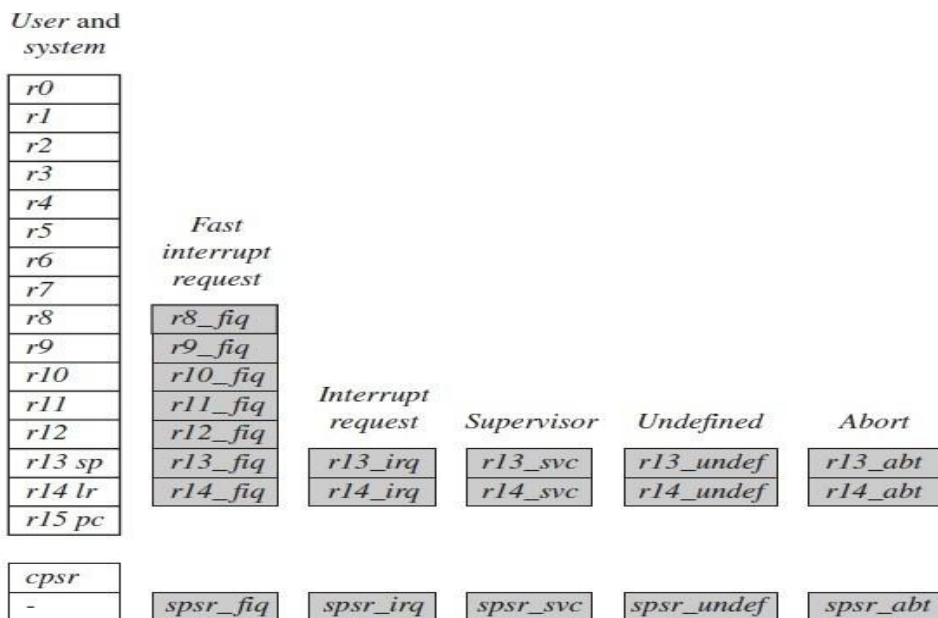 User and
system
r0
r1
r2
r3
r4
r5
r6
r7
r8
r9
r10
r11
r12
r13 sp
r14 lr
r15 pc
cpsr
-
Fast
interrupt
request
r8_fiq
r9_fiq
r10_fiq
r11_fiq
r12_fiq
r13_fiq
r14_fiq
spsr_fiq
Interrupt
request
r13_irq
r14_irq
spsr_irq
Supervisor
r13_svc
r14_svc
spsr_svc
Undefined
r13_undef
r14_undef
spsr_undef
Abort
r13_abt
r14_abt
spsr_abt